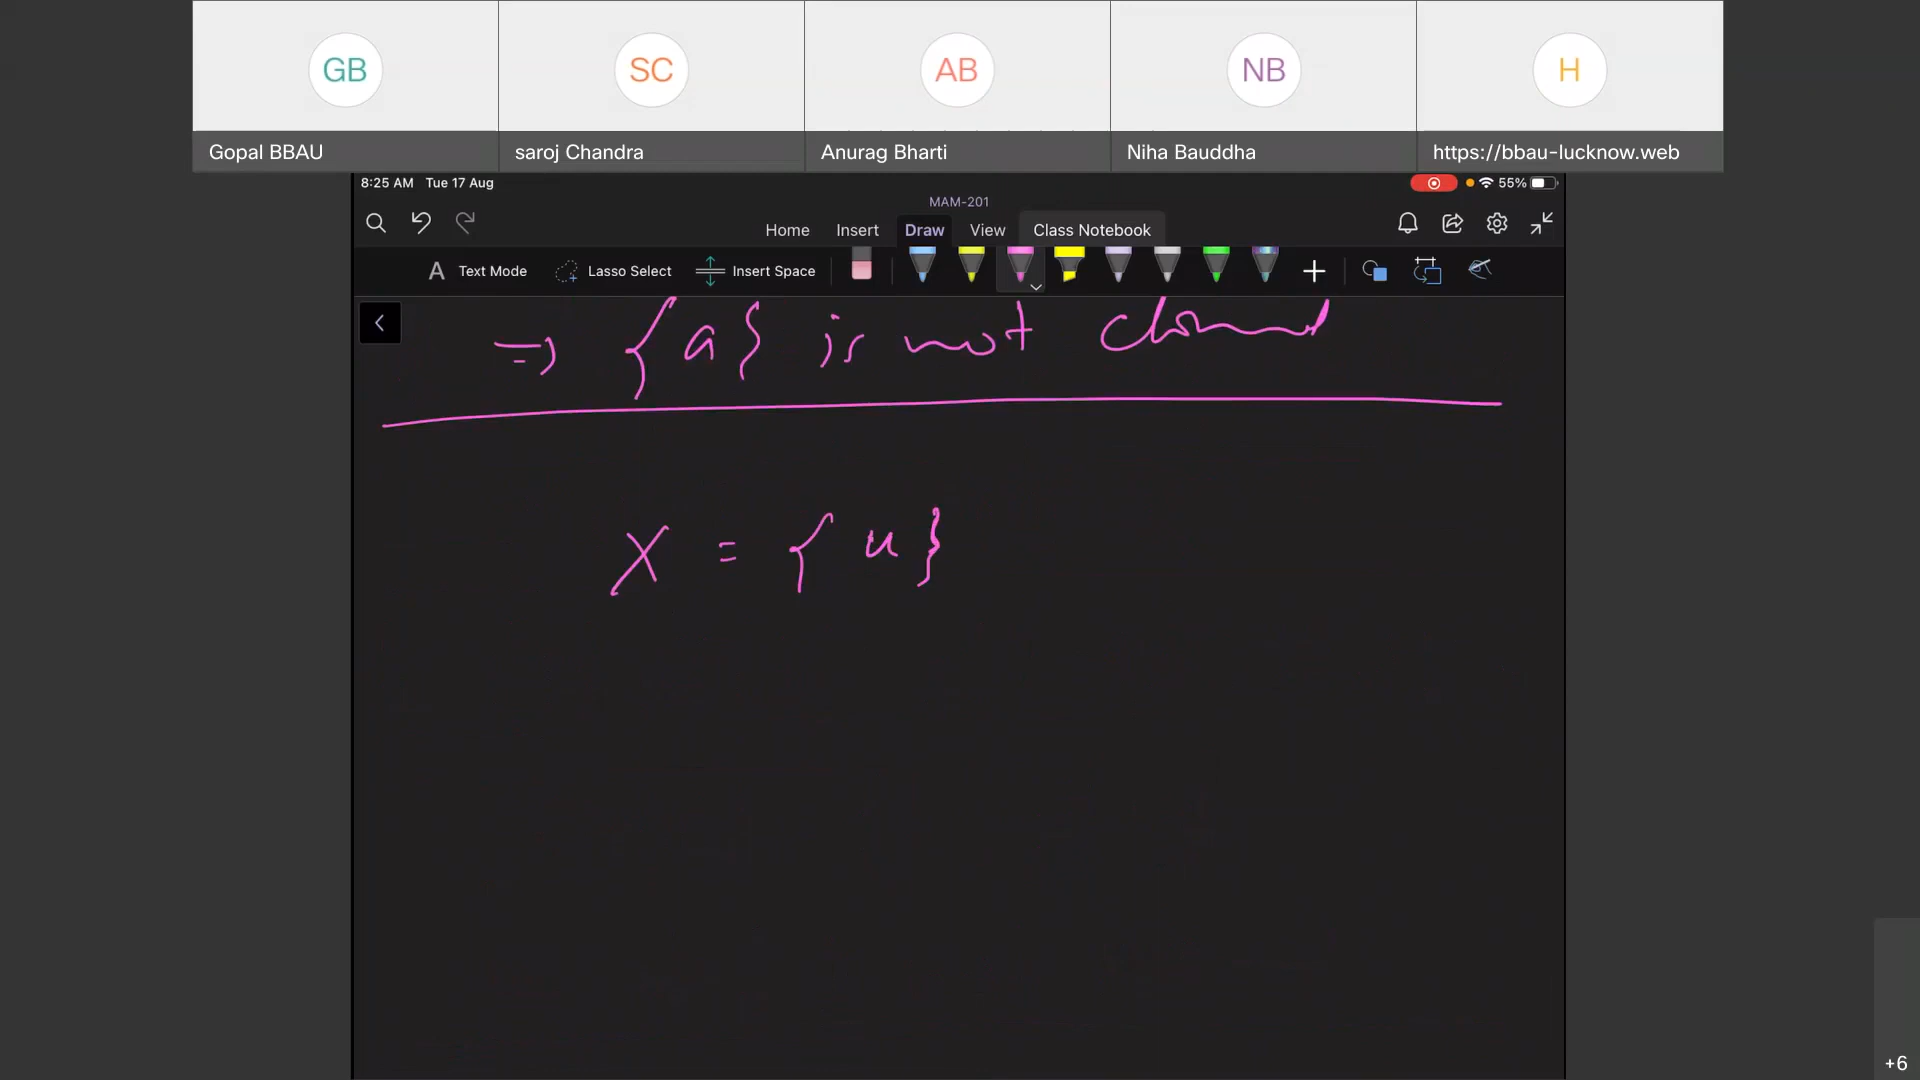 GB SC AB NB H
Gopal BBAU saroj Chandra Anurag Bharti Niha Bauddha https://bbau-lucknow.web
8:25 AM Tue 17 Aug 55%
MAM-201
Home Insert Draw View Class Notebook
A Text Mode Lasso Select Insert Space
⇒ {a} is not closed
X = { u }
+6